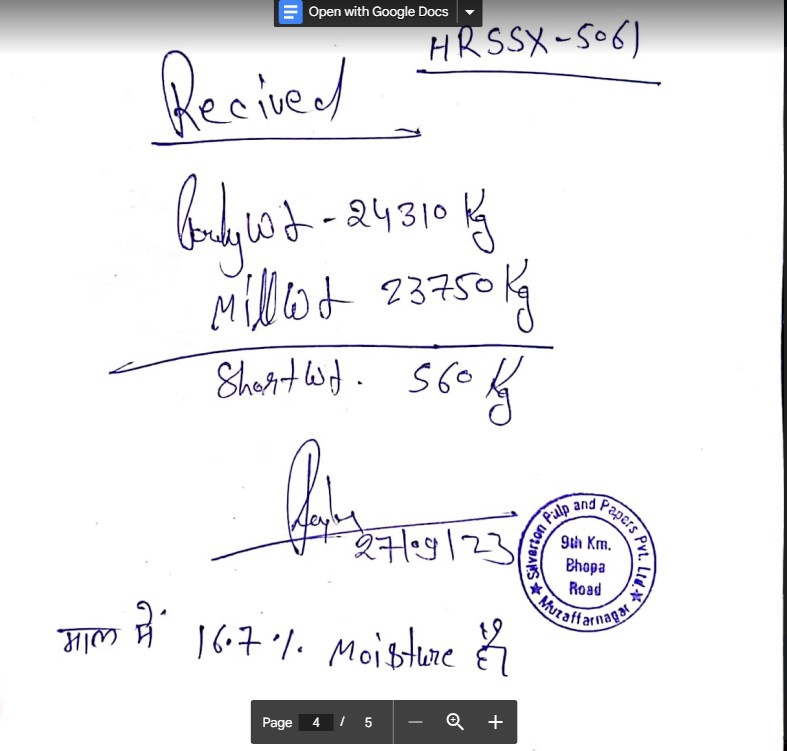 Open with Google Docs
HRSSX-5061
Recived
Party Wt - 24310 Kg
Mill Wt 23750 Kg
Short Wt. 560 Kg
27/09/23
Silverton Pulp and Papers Pvt. Ltd.
9th Km.
Bhopa
Road
Muzaffarnagar
माल में 16.7 %. Moisture है
Page 4 / 5